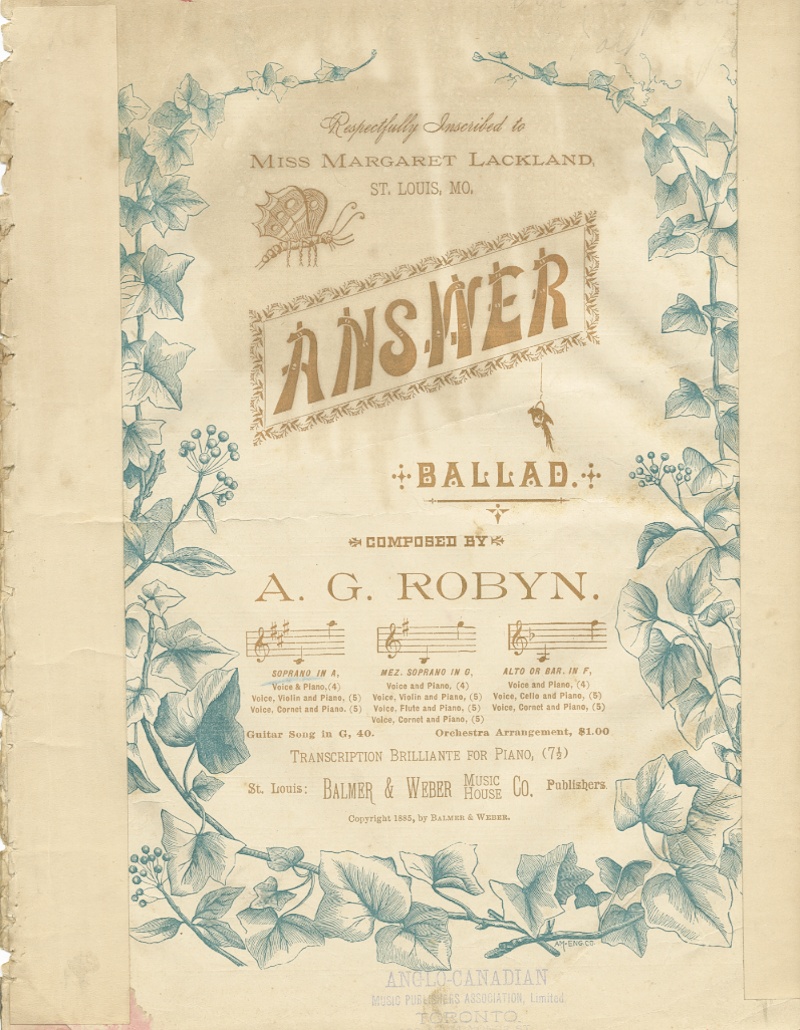 Respectfully Inscribed to
MISS MARGARET LACKLAND,
ST. LOUIS, MO.
ANSWER
BALLAD.
COMPOSED BY
A. G. ROBYN.
SOPRANO IN A,
Voice & Piano, (4)
Voice, Violin and Piano, (5)
Voice, Cornet and Piano. (5)
MEZ. SOPRANO IN G,
Voice and Piano, (4)
Voice, Violin and Piano, (5)
Voice, Flute and Piano, (5)
Voice, Cornet and Piano, (5)
ALTO OR BAR. IN F,
Voice and Piano, (4)
Voice, Cello and Piano, (5)
Voice, Cornet and Piano, (5)
Guitar Song in G, 40. Orchestra Arrangement, $1.00
TRANSCRIPTION BRILLIANTE FOR PIANO, (7½)
St. Louis: BALMER & WEBER MUSIC HOUSE CO. Publishers.
Copyright 1885, by BALMER & WEBER.
AM. ENG. CO.
ANGLO-CANADIAN
MUSIC PUBLISHERS ASSOCIATION, Limited.
TORONTO.